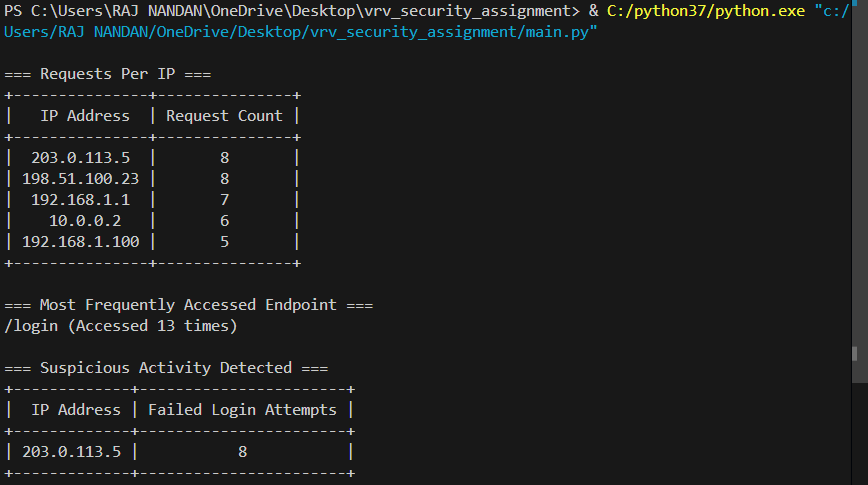 PS C:\Users\RAJ NANDAN\OneDrive\Desktop\vrv_security_assignment> & C:/python37/python.exe "c:/
Users/RAJ NANDAN/OneDrive/Desktop/vrv_security_assignment/main.py"

=== Requests Per IP ===
+---------------+---------------+
|   IP Address  | Request Count |
+---------------+---------------+
|  203.0.113.5  |       8       |
| 198.51.100.23 |       8       |
|  192.168.1.1  |       7       |
|    10.0.0.2   |       6       |
| 192.168.1.100 |       5       |
+---------------+---------------+

=== Most Frequently Accessed Endpoint ===
/login (Accessed 13 times)

=== Suspicious Activity Detected ===
+-------------+-----------------------+
|  IP Address | Failed Login Attempts |
+-------------+-----------------------+
| 203.0.113.5 |           8           |
+-------------+-----------------------+